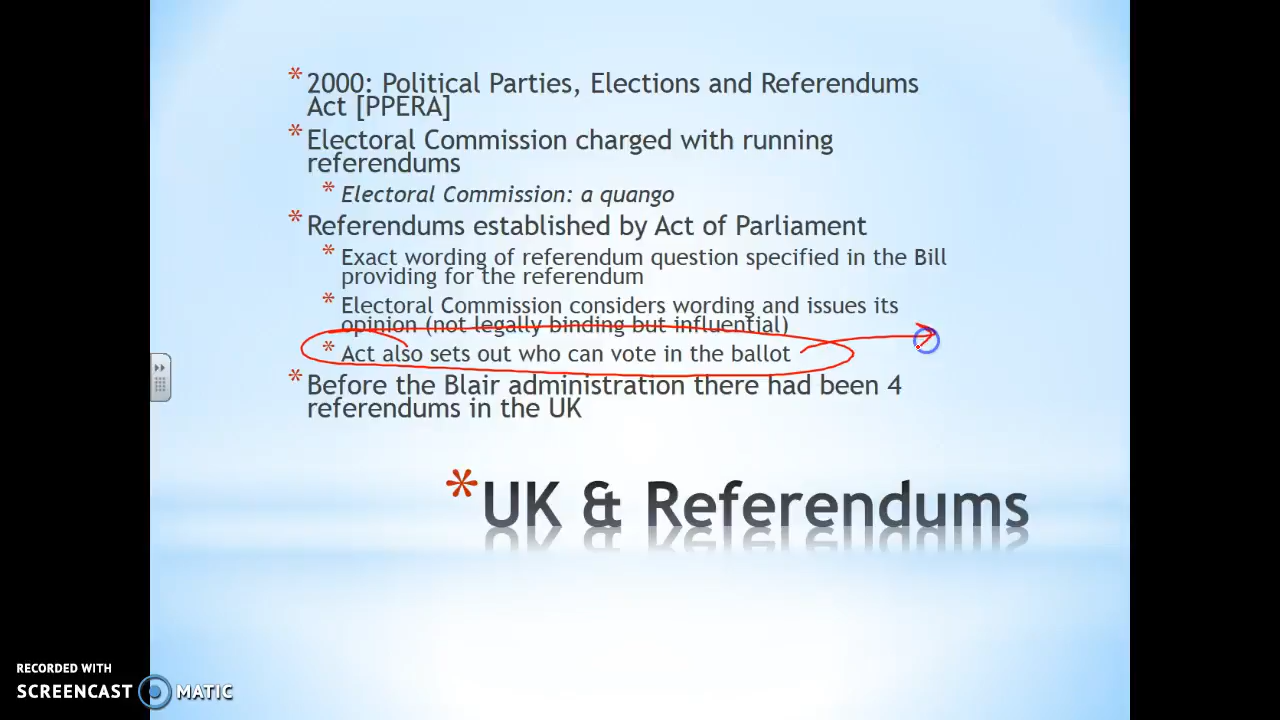 * 2000: Political Parties, Elections and Referendums
Act [PPERA]
* Electoral Commission charged with running
referendums
* Electoral Commission: a quango
* Referendums established by Act of Parliament
* Exact wording of referendum question specified in the Bill
providing for the referendum
* Electoral Commission considers wording and issues its
opinion (not legally binding but influential)
* Act also sets out who can vote in the ballot
* Before the Blair administration there had been 4
referendums in the UK
* UK & Referendums
RECORDED WITH
SCREENCAST MATIC